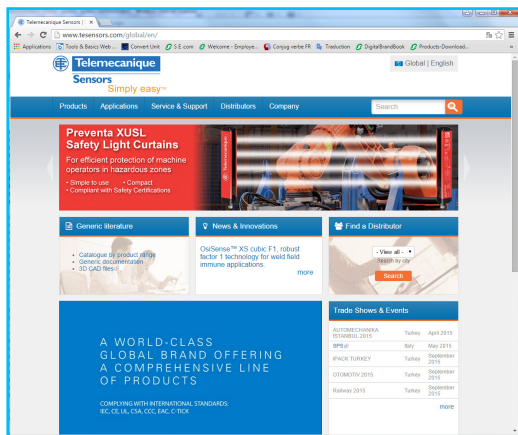 Telemecanique Sensors |
www.tesensors.com/global/en/
Applications
Tools & Basics Web ...
Convert Unit
S E.com
Welcome - Employe...
Conjug verbe FR
Traduction
DigitalBrandBook
Products-Download...
Telemecanique
Sensors
Simply easy™
Global | English
Products Applications Service & Support Distributors Company
Search
Preventa XUSL
Safety Light Curtains
For efficient protection of machine
operators in hazardous zones
• Simple to use • Compact
• Compliant with Safety Certifications
Telemecanique
Generic literature
• Catalogue by product range
• Generic documentation
• 3D CAD files
News & Innovations
OsiSense™ XS cubic F1, robust
factor 1 technology for weld field
immune applications.
more
Find a Distributor
- View all -
Search by city
Search
A WORLD-CLASS
GLOBAL BRAND OFFERING
A COMPREHENSIVE LINE
OF PRODUCTS
COMPLYING WITH INTERNATIONAL STANDARDS:
IEC, CE, UL, CSA, CCC, EAC, C-TICK
Trade Shows & Events
AUTOMECHANIKA
ISTANBUL 2015 Turkey April 2015
SPS Italy May 2015
IPACK TURKEY Turkey September
2015
OTOMOTIV 2015 Turkey September
2015
Railway 2015 Turkey September
2015
more